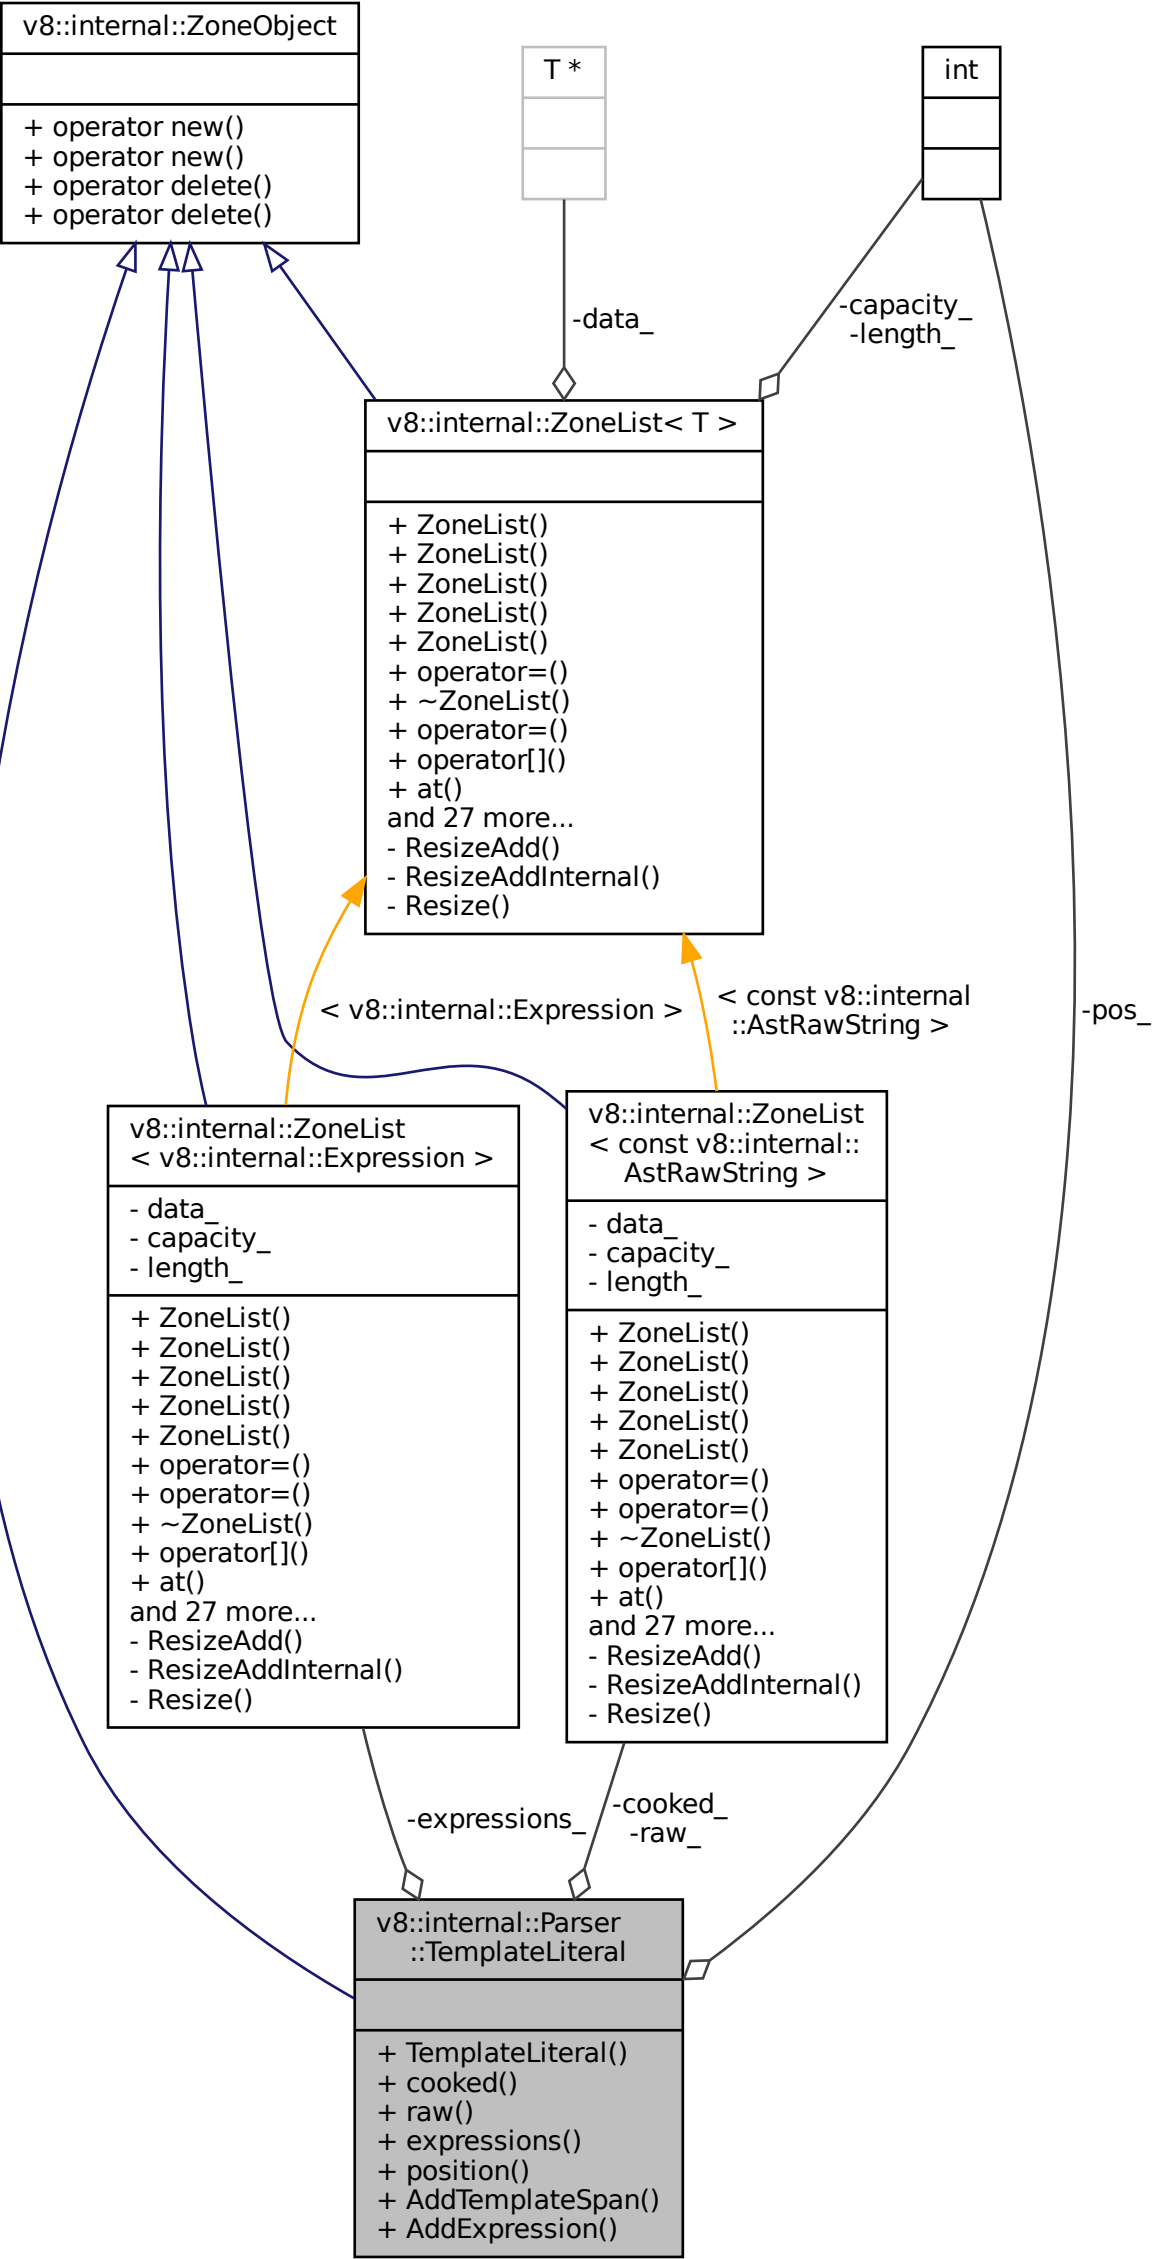 v8::internal::ZoneObject
+ operator new()
+ operator new()
+ operator delete()
+ operator delete()
T *
int
-data_
-capacity_
-length_
v8::internal::ZoneList< T >
+ ZoneList()
+ ZoneList()
+ ZoneList()
+ ZoneList()
+ ZoneList()
+ operator=()
+ ~ZoneList()
+ operator=()
+ operator[]()
+ at()
and 27 more...
- ResizeAdd()
- ResizeAddInternal()
- Resize()
< v8::internal::Expression >
< const v8::internal
::AstRawString >
-pos_
v8::internal::ZoneList
< v8::internal::Expression >
- data_
- capacity_
- length_
+ ZoneList()
+ ZoneList()
+ ZoneList()
+ ZoneList()
+ ZoneList()
+ operator=()
+ operator=()
+ ~ZoneList()
+ operator[]()
+ at()
and 27 more...
- ResizeAdd()
- ResizeAddInternal()
- Resize()
v8::internal::ZoneList
< const v8::internal::
AstRawString >
- data_
- capacity_
- length_
+ ZoneList()
+ ZoneList()
+ ZoneList()
+ ZoneList()
+ ZoneList()
+ operator=()
+ operator=()
+ ~ZoneList()
+ operator[]()
+ at()
and 27 more...
- ResizeAdd()
- ResizeAddInternal()
- Resize()
-expressions_
-cooked_
-raw_
v8::internal::Parser
::TemplateLiteral
+ TemplateLiteral()
+ cooked()
+ raw()
+ expressions()
+ position()
+ AddTemplateSpan()
+ AddExpression()